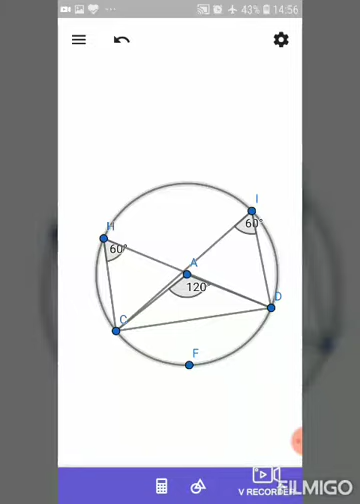 43% 14:56
I
H
60°
60°
A
120°
D
C
F
V RECORDER
FILMIGO